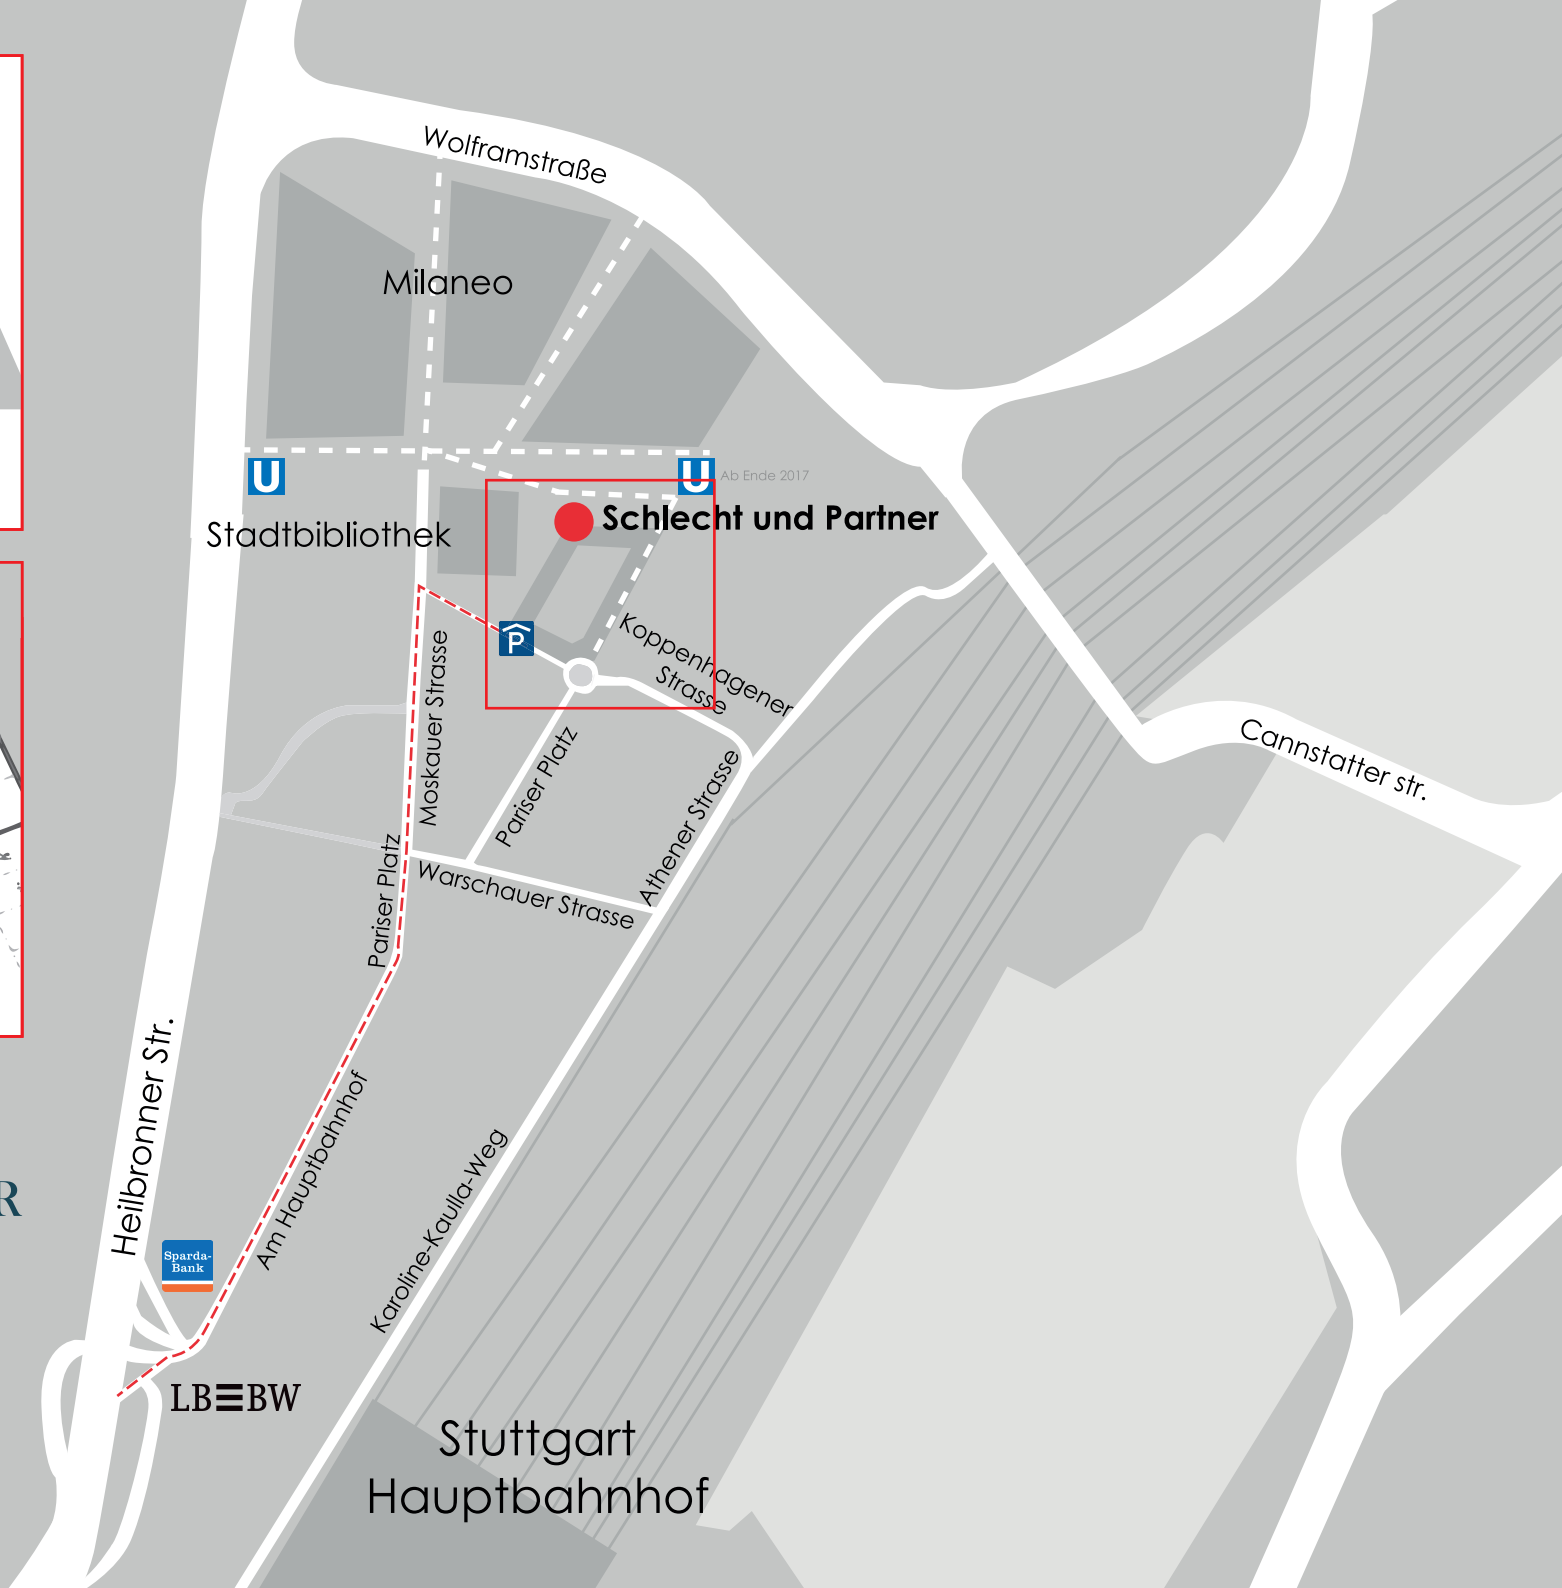 Wolframstraße
Milaneo
U
U
Ab Ende 2017
Schlecht und Partner
Stadtbibliothek
P
Koppenhagener
Strasse
Moskauer Strasse
Pariser Platz
Cannstatter str.
Athener Strasse
Pariser Platz
Warschauer Strasse
Heilbronner Str.
Am Hauptbahnhof
Karoline-Kaulla-Weg
R
Sparda-
Bank
LB≡BW
Stuttgart
Hauptbahnhof